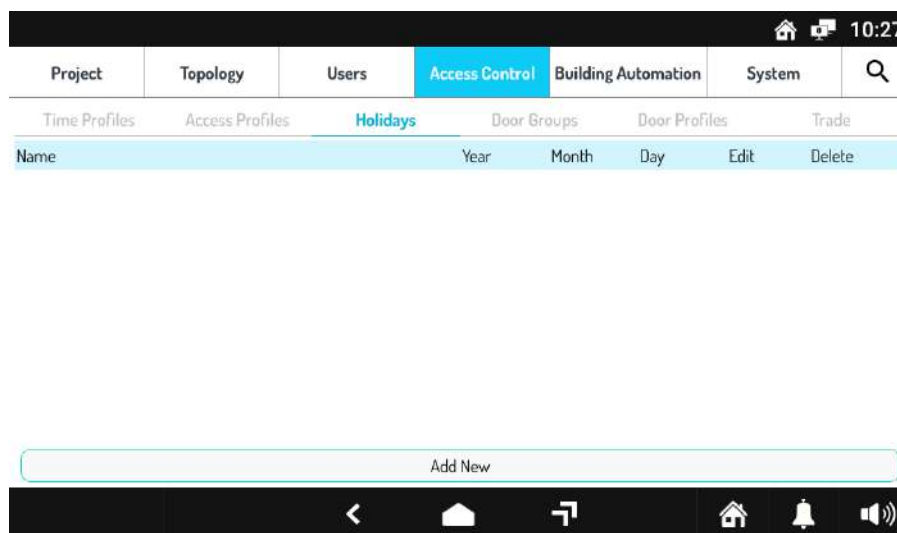 10:27
Project Topology Users Access Control Building Automation System
Time Profiles Access Profiles Holidays Door Groups Door Profiles Trade
Name Year Month Day Edit Delete
Add New